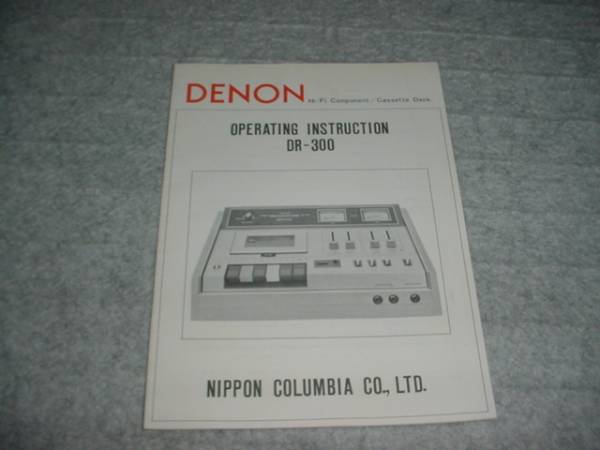 DENON Hi-Fi Component/Cassette Deck.
OPERATING INSTRUCTION
DR-300
NIPPON COLUMBIA CO., LTD.